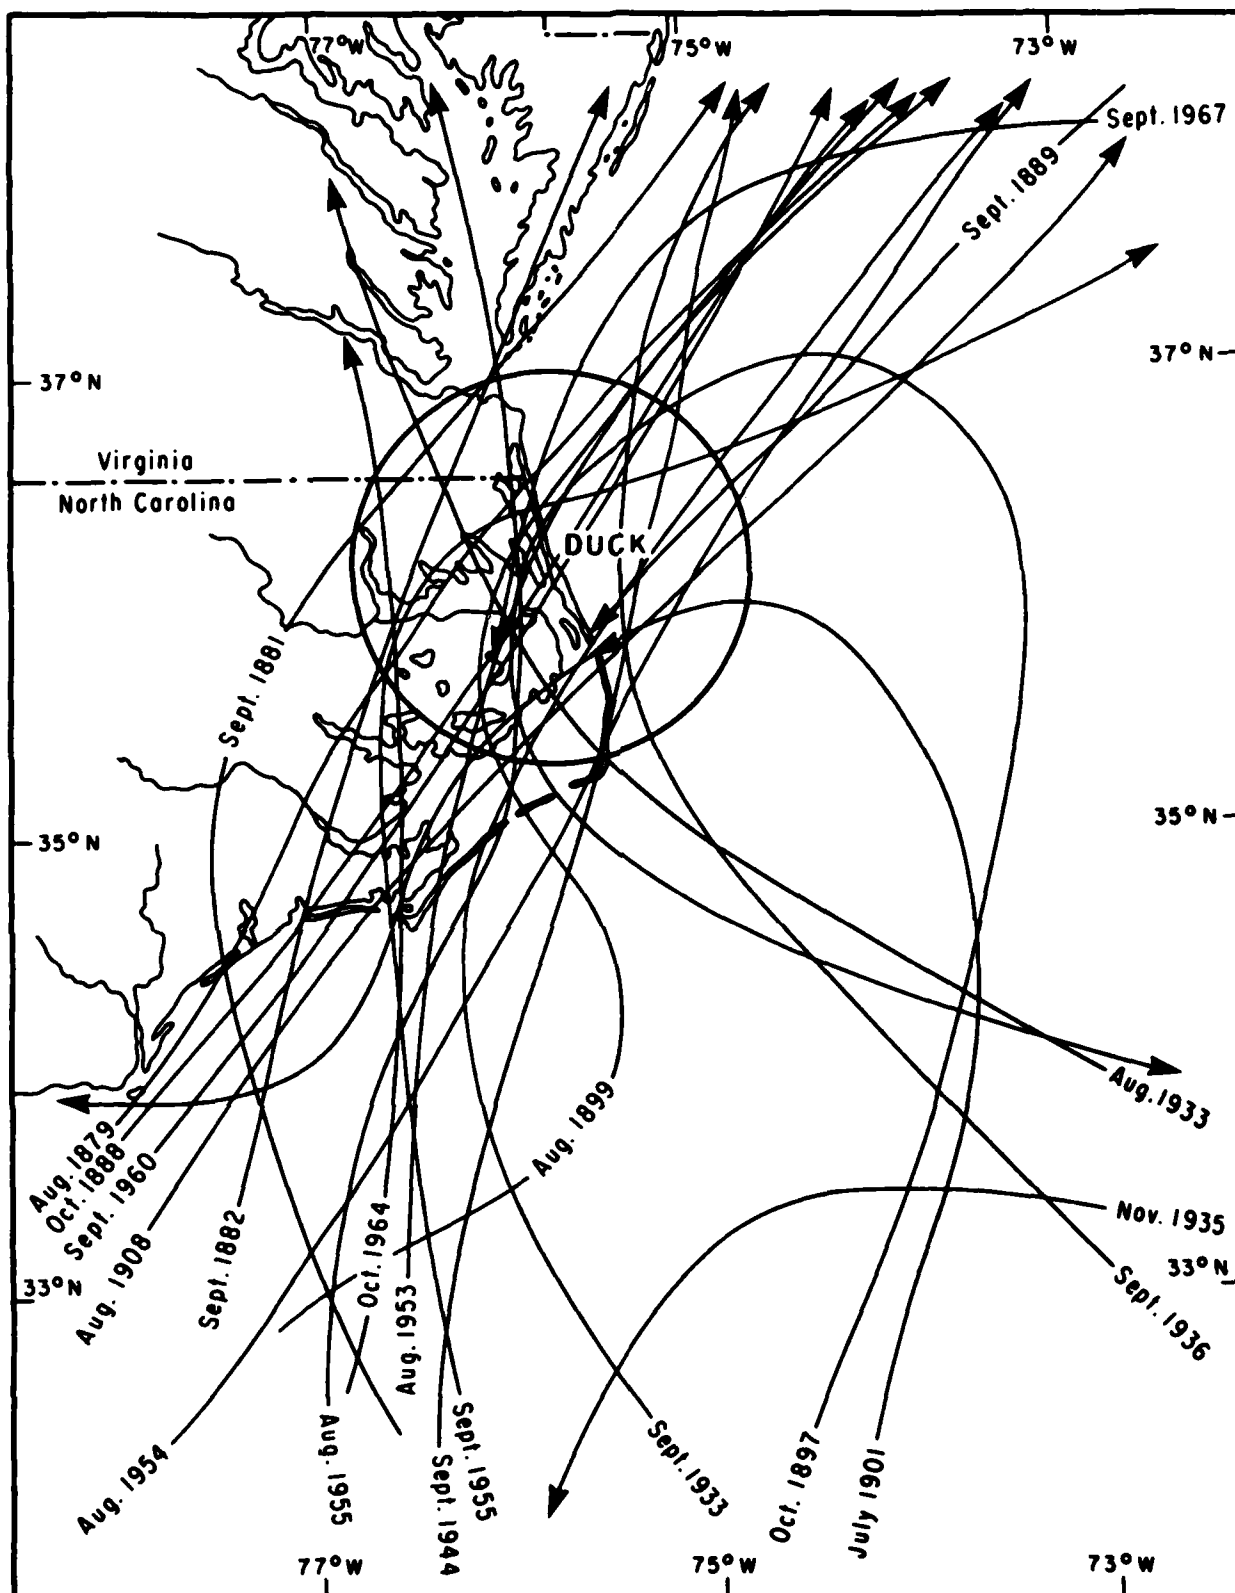 77°W
75°W
73°W
Sept. 1967
Sept. 1889
37°N
37°N
Virginia
North Carolina
DUCK
Sept. 1881
35°N
35°N
Aug. 1933
Aug. 1899
Aug. 1879
Oct. 1888
Sept. 1960
Aug. 1908
Sept. 1882
Oct. 1964
Aug. 1953
Nov. 1935
33°N
33°N
Sept. 1936
Aug. 1954
Aug. 1955
Sept. 1944
Sept. 1955
Sept. 1933
Oct. 1897
July 1901
77°W
75°W
73°W